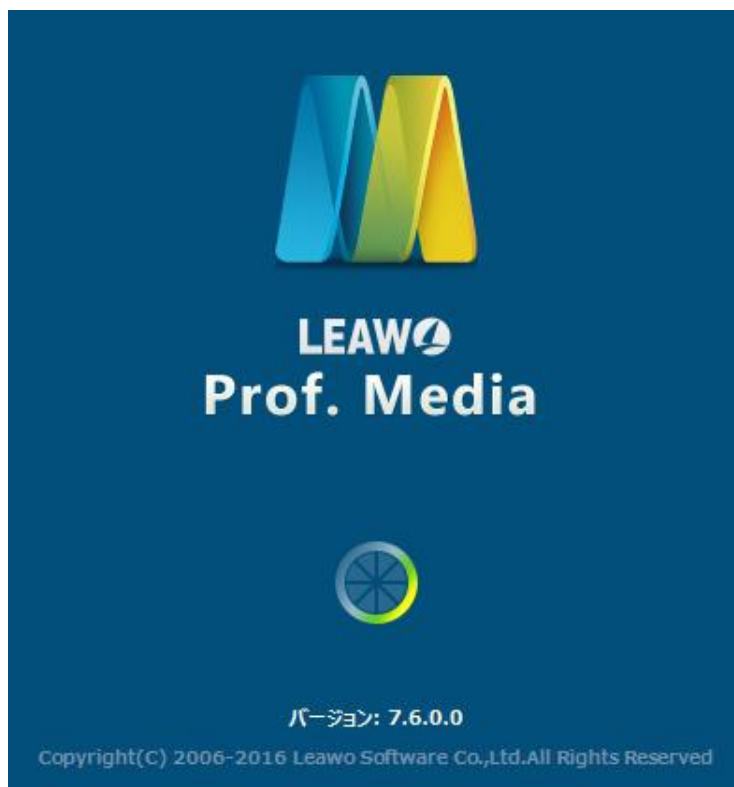 LEAWO
Prof. Media
バージョン: 7.6.0.0
Copyright(C) 2006-2016 Leawo Software Co.,Ltd.All Rights Reserved